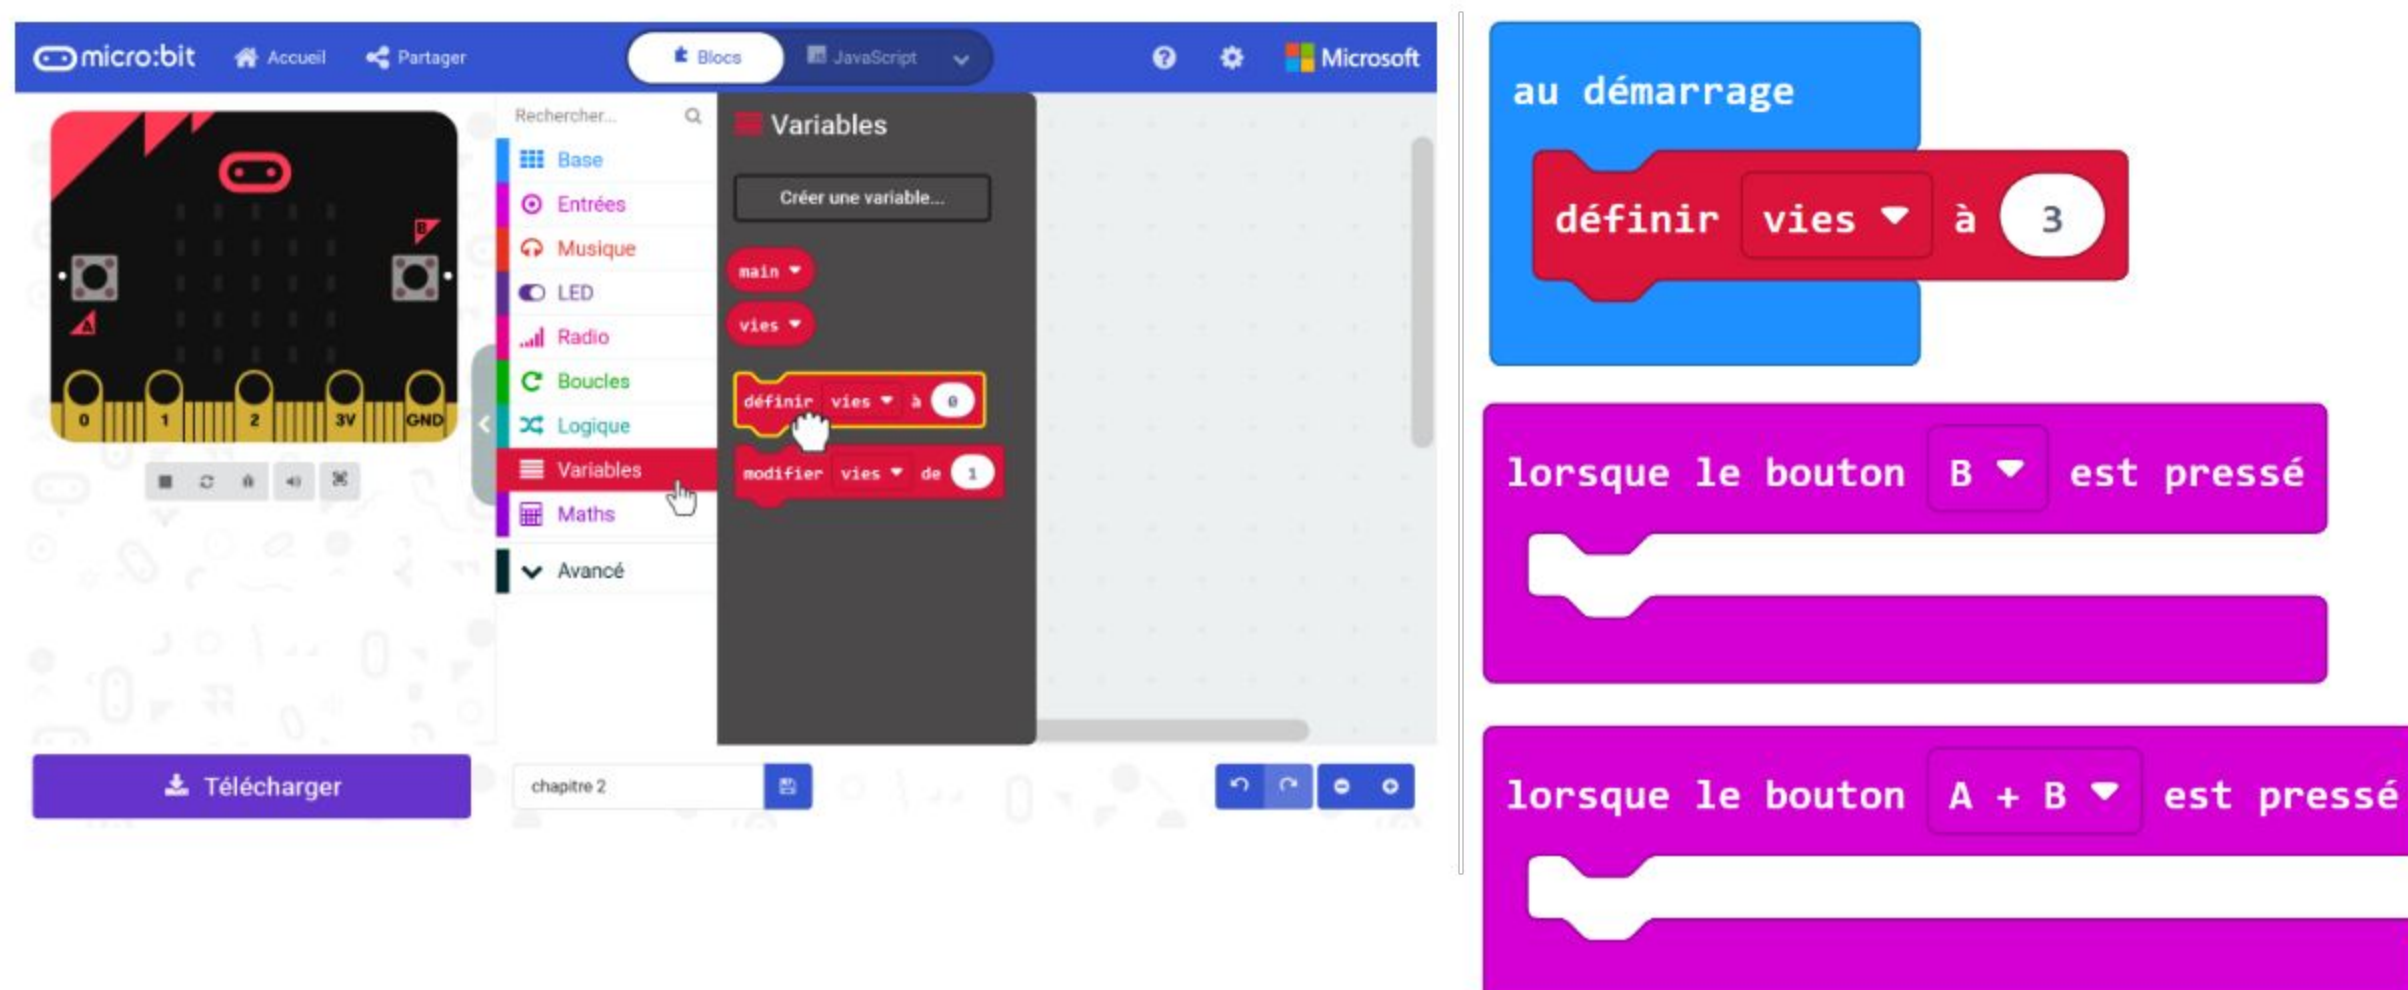 micro:bit
Accueil
Partager
Blocs
JavaScript
Microsoft
B
A
0
1
2
3V
GND
Rechercher...
Base
Entrées
Musique
LED
Radio
Boucles
Logique
Variables
Maths
Avancé
Variables
Créer une variable...
main
vies
définir vies à 0
modifier vies de 1
Télécharger
chapitre 2
au démarrage
définir vies à 3
lorsque le bouton B est pressé
lorsque le bouton A + B est pressé